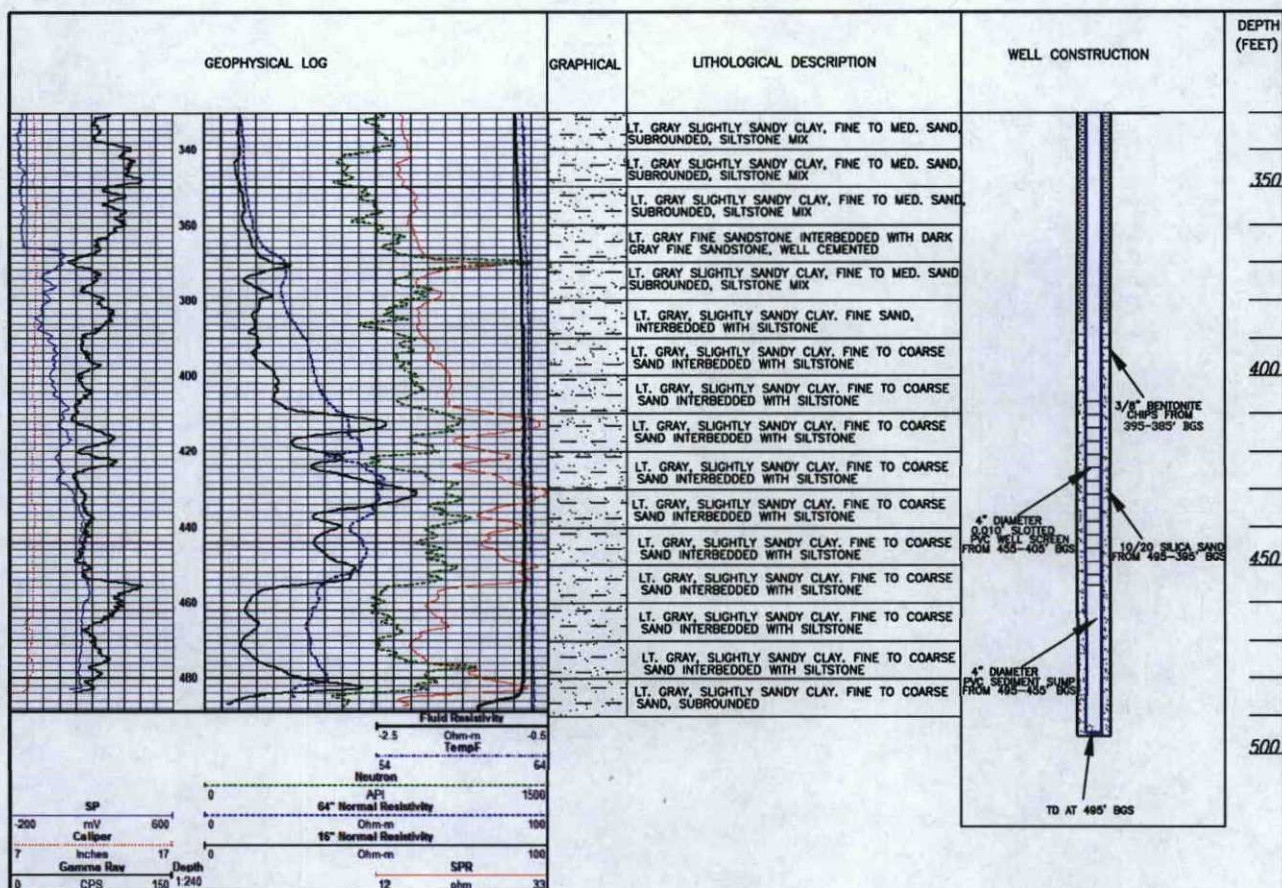 GEOPHYSICAL LOG
GRAPHICAL
LITHOLOGICAL DESCRIPTION
WELL CONSTRUCTION
DEPTH
(FEET)
340
360
380
400
420
440
460
480
LT. GRAY SLIGHTLY SANDY CLAY, FINE TO MED. SAND,
SUBROUNDED, SILTSTONE MIX
LT. GRAY SLIGHTLY SANDY CLAY, FINE TO MED. SAND,
SUBROUNDED, SILTSTONE MIX
LT. GRAY SLIGHTLY SANDY CLAY, FINE TO MED. SAND,
SUBROUNDED, SILTSTONE MIX
LT. GRAY FINE SANDSTONE INTERBEDDED WITH DARK
GRAY FINE SANDSTONE, WELL CEMENTED
LT. GRAY SLIGHTLY SANDY CLAY, FINE TO MED. SAND
SUBROUNDED, SILTSTONE MIX
LT. GRAY, SLIGHTLY SANDY CLAY. FINE SAND,
INTERBEDDED WITH SILTSTONE
LT. GRAY, SLIGHTLY SANDY CLAY. FINE TO COARSE
SAND INTERBEDDED WITH SILTSTONE
LT. GRAY, SLIGHTLY SANDY CLAY. FINE TO COARSE
SAND INTERBEDDED WITH SILTSTONE
LT. GRAY, SLIGHTLY SANDY CLAY. FINE TO COARSE
SAND INTERBEDDED WITH SILTSTONE
LT. GRAY, SLIGHTLY SANDY CLAY. FINE TO COARSE
SAND INTERBEDDED WITH SILTSTONE
LT. GRAY, SLIGHTLY SANDY CLAY. FINE TO COARSE
SAND INTERBEDDED WITH SILTSTONE
LT. GRAY, SLIGHTLY SANDY CLAY. FINE TO COARSE
SAND INTERBEDDED WITH SILTSTONE
LT. GRAY, SLIGHTLY SANDY CLAY. FINE TO COARSE
SAND INTERBEDDED WITH SILTSTONE
LT. GRAY, SLIGHTLY SANDY CLAY. FINE TO COARSE
SAND INTERBEDDED WITH SILTSTONE
LT. GRAY, SLIGHTLY SANDY CLAY. FINE TO COARSE
SAND INTERBEDDED WITH SILTSTONE
LT. GRAY, SLIGHTLY SANDY CLAY. FINE TO COARSE
SAND, SUBROUNDED
3/8" BENTONITE
CHIPS FROM
395-385' BGS
4" DIAMETER
0.010" SLOTTED
PVC WELL SCREEN
FROM 455-405' BGS
10/20 SILICA SAND
FROM 495-395' BGS
4" DIAMETER
PVC SEDIMENT SUMP
FROM 495-455' BGS
TD AT 495' BGS
350
400
450
500
Fluid Resistivity
-2.5 Ohm-m -0.5
TempF
54 64
Neutron
0 API 1500
SP
-200 mV 600
64" Normal Resistivity
0 Ohm-m 100
Caliper
7 Inches 17
16" Normal Resistivity
0 Ohm-m 100
Gamma Ray
0 CPS 150
Depth
1:240
SPR
12 ohm 33